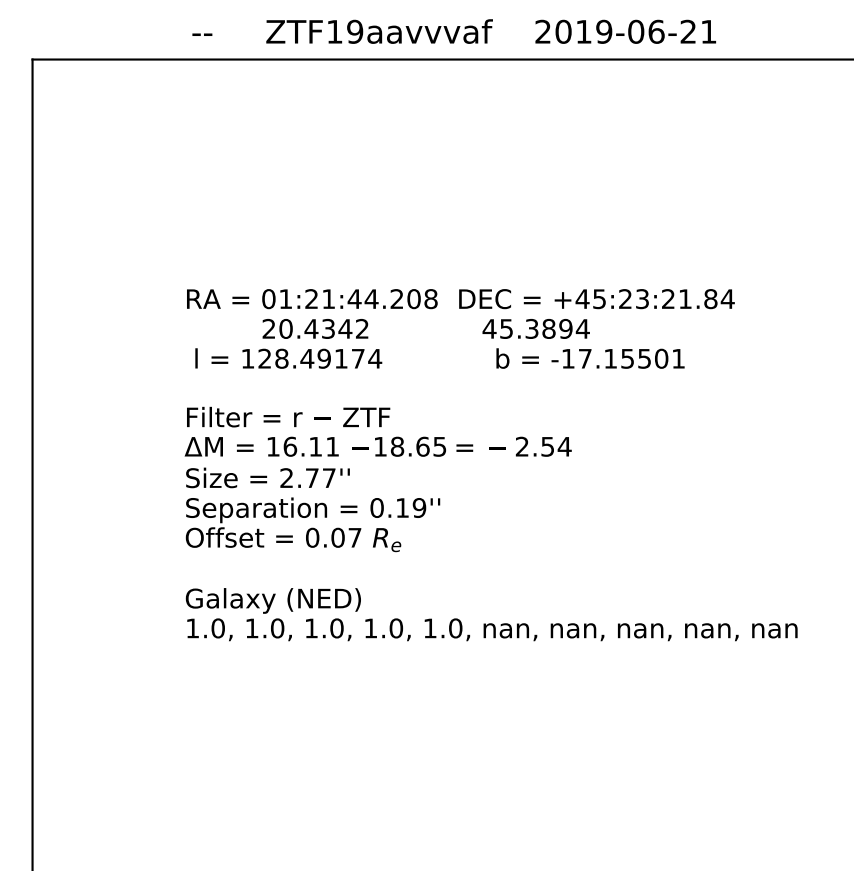 -- ZTF19aavvvaf 2019-06-21
RA = 01:21:44.208 DEC = +45:23:21.84
20.4342 45.3894
l = 128.49174 b = -17.15501
Filter = r − ZTF
ΔM = 16.11 −18.65 = − 2.54
Size = 2.77''
Separation = 0.19''
Offset = 0.07 Re
Galaxy (NED)
1.0, 1.0, 1.0, 1.0, 1.0, nan, nan, nan, nan, nan